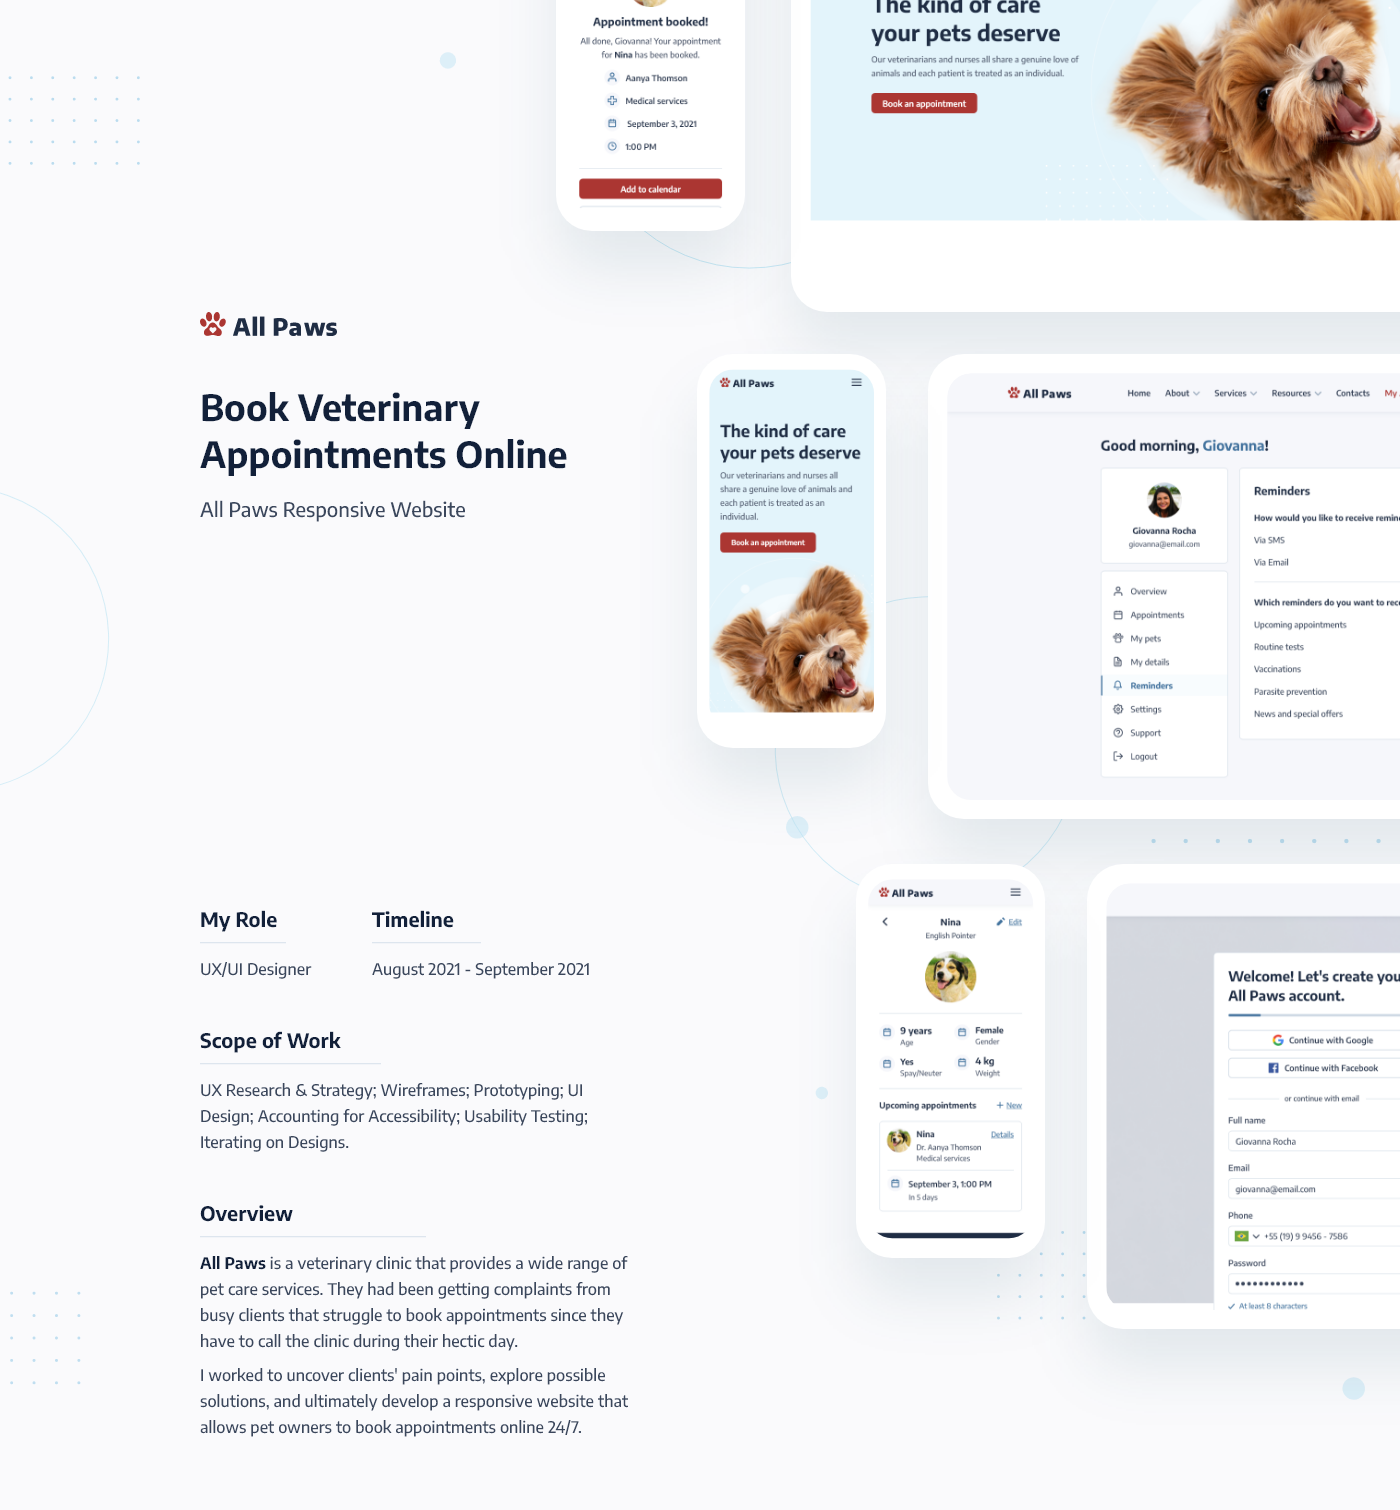 Appointment booked!
All done, Giovanna! Your appointment
for Nina has been booked.
Aanya Thomson
Medical services
September 3, 2021
1:00 PM
Add to calendar
The kind of care
your pets deserve
Our veterinarians and nurses all share a genuine love of
animals and each patient is treated as an individual.
Book an appointment
All Paws
Book Veterinary
Appointments Online
All Paws Responsive Website
All Paws
The kind of care
your pets deserve
Our veterinarians and nurses all
share a genuine love of animals and
each patient is treated as an
individual.
Book an appointment
All Paws
Home About Services Resources Contacts My
Good morning, Giovanna!
Giovanna Rocha
giovanna@email.com
Overview
Appointments
My pets
My details
Reminders
Settings
Support
Logout
Reminders
How would you like to receive
Via SMS
Via Email
Which reminders do you want to
Upcoming appointments
Routine tests
Vaccinations
Parasite prevention
News and special offers
My Role
UX/UI Designer
Timeline
August 2021 - September 2021
Scope of Work
UX Research & Strategy; Wireframes; Prototyping; UI
Design; Accounting for Accessibility; Usability Testing;
Iterating on Designs.
Overview
All Paws is a veterinary clinic that provides a wide range of
pet care services. They had been getting complaints from
busy clients that struggle to book appointments since they
have to call the clinic during their hectic day.
I worked to uncover clients' pain points, explore possible
solutions, and ultimately develop a responsive website that
allows pet owners to book appointments online 24/7.
All Paws
Nina
Edit
English Pointer
9 years
Age
Female
Gender
Yes
Spay/Neuter
4 kg
Weight
Upcoming appointments
New
Nina
Details
Dr. Aanya Thomson
Medical services
September 3, 1:00 PM
In 5 days
Welcome! Let's create
All Paws account.
Continue with Google
Continue with Facebook
or continue with email
Full name
Giovanna Rocha
Email
giovanna@email.com
Phone
+55 (19) 9 9456 - 7586
Password
At least 8 characters